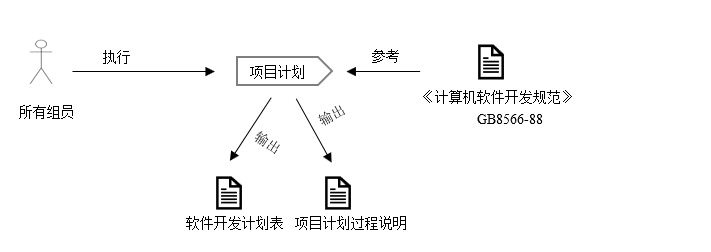 执行
参考
项目计划
《计算机软件开发规范》
所有组员
GB8566-88
输出
输出
软件开发计划表
项目计划过程说明